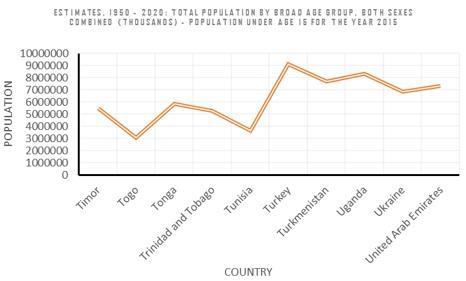 ESTIMATES, 1950 - 2020: TOTAL POPULATION BY BROAD AGE GROUP, BOTH SEXES
COMBINED (THOUSANDS) - POPULATION UNDER AGE 15 FOR THE YEAR 2015
POPULATION
10000000
9000000
8000000
7000000
6000000
5000000
4000000
3000000
2000000
1000000
0
Timor
Togo
Tonga
Trinidad and Tobago
Tunisia
Turkey
Turkmenistan
Uganda
Ukraine
United Arab Emirates
COUNTRY